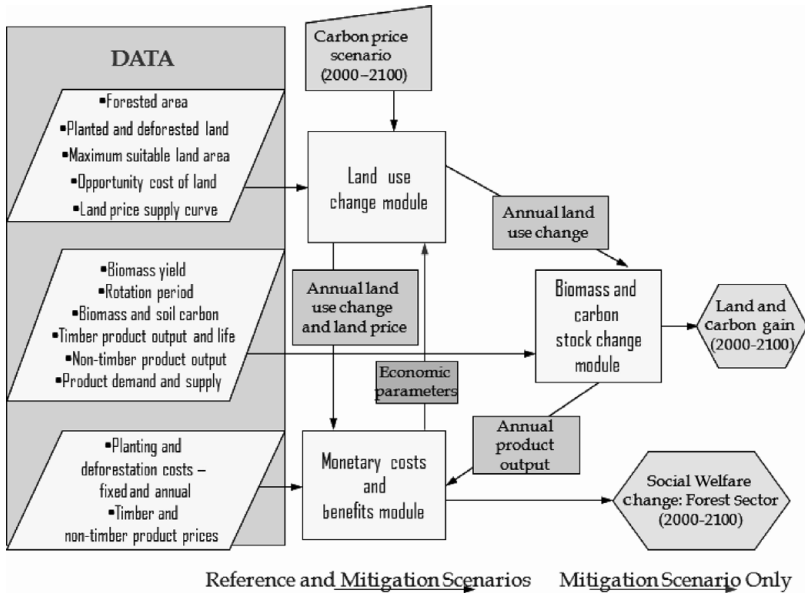 DATA
▪Forested area
▪Planted and deforested land
▪Maximum suitable land area
▪Opportunity cost of land
▪Land price supply curve
▪Biomass yield
▪Rotation period
▪Biomass and soil carbon
▪Timber product output and life
▪Non-timber product output
▪Product demand and supply
▪Planting and
deforestation costs –
fixed and annual
▪Timber and
non-timber product prices
Carbon price
scenario
(2000–2100)
Land use
change module
Annual land
use change
Annual land
use change
and land price
Economic
parameters
Biomass and
carbon
stock change
module
Land and
carbon gain
(2000-2100)
Annual
product
output
Monetary costs
and
benefits module
Social Welfare
change: Forest sector
(2000-2100)
Reference and Mitigation Scenarios
Mitigation Scenario Only